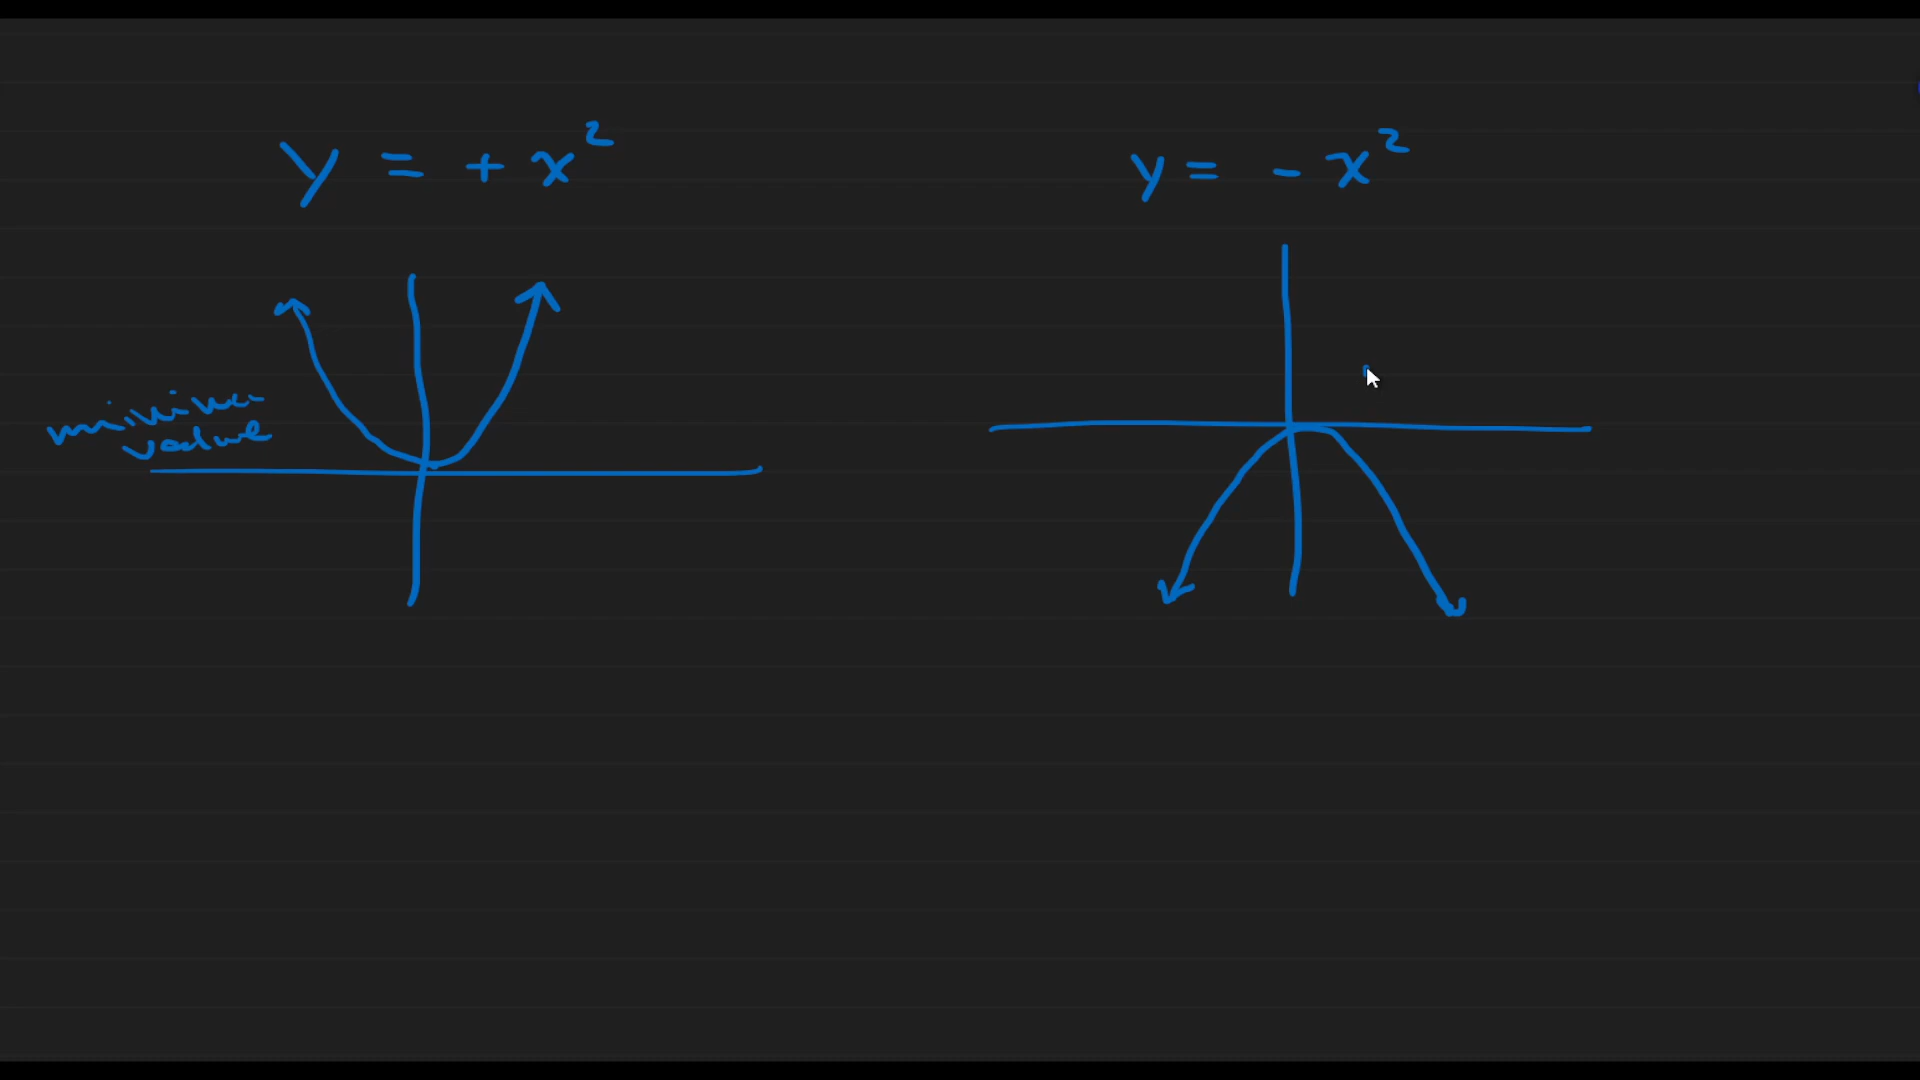 y = + x²
y = - x²
minimum
value